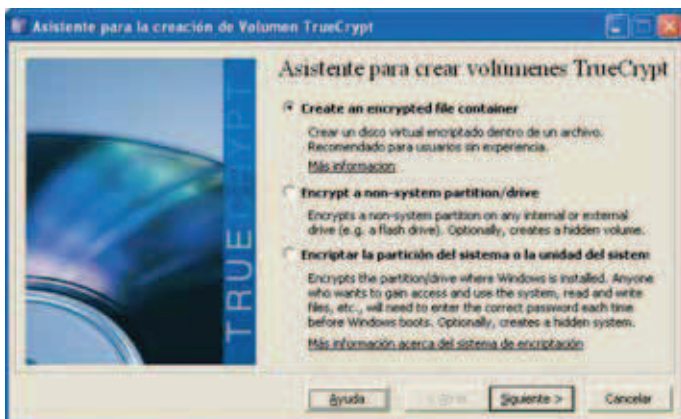 Asistente para la creación de Volumen TrueCrypt
Asistente para crear volúmenes TrueCrypt
Create an encrypted file container
Crear un disco virtual encriptado dentro de un archivo.
Recomendado para usuarios sin experiencia.
Más informacion
Encrypt a non-system partition/drive
Encrypts a non-system partition on any internal or external
drive (e.g. a flash drive). Optionally, creates a hidden volume.
Encriptar la partición del sistema o la unidad del sistem
Encrypts the partition/drive where Windows is installed. Anyone
who wants to gain access and use the system, read and write
files, etc., will need to enter the correct password each time
before Windows boots. Optionally, creates a hidden system.
Más información acerca del sistema de encriptación
TRUECRYPT
Ayuda
Siguiente >
Cancelar